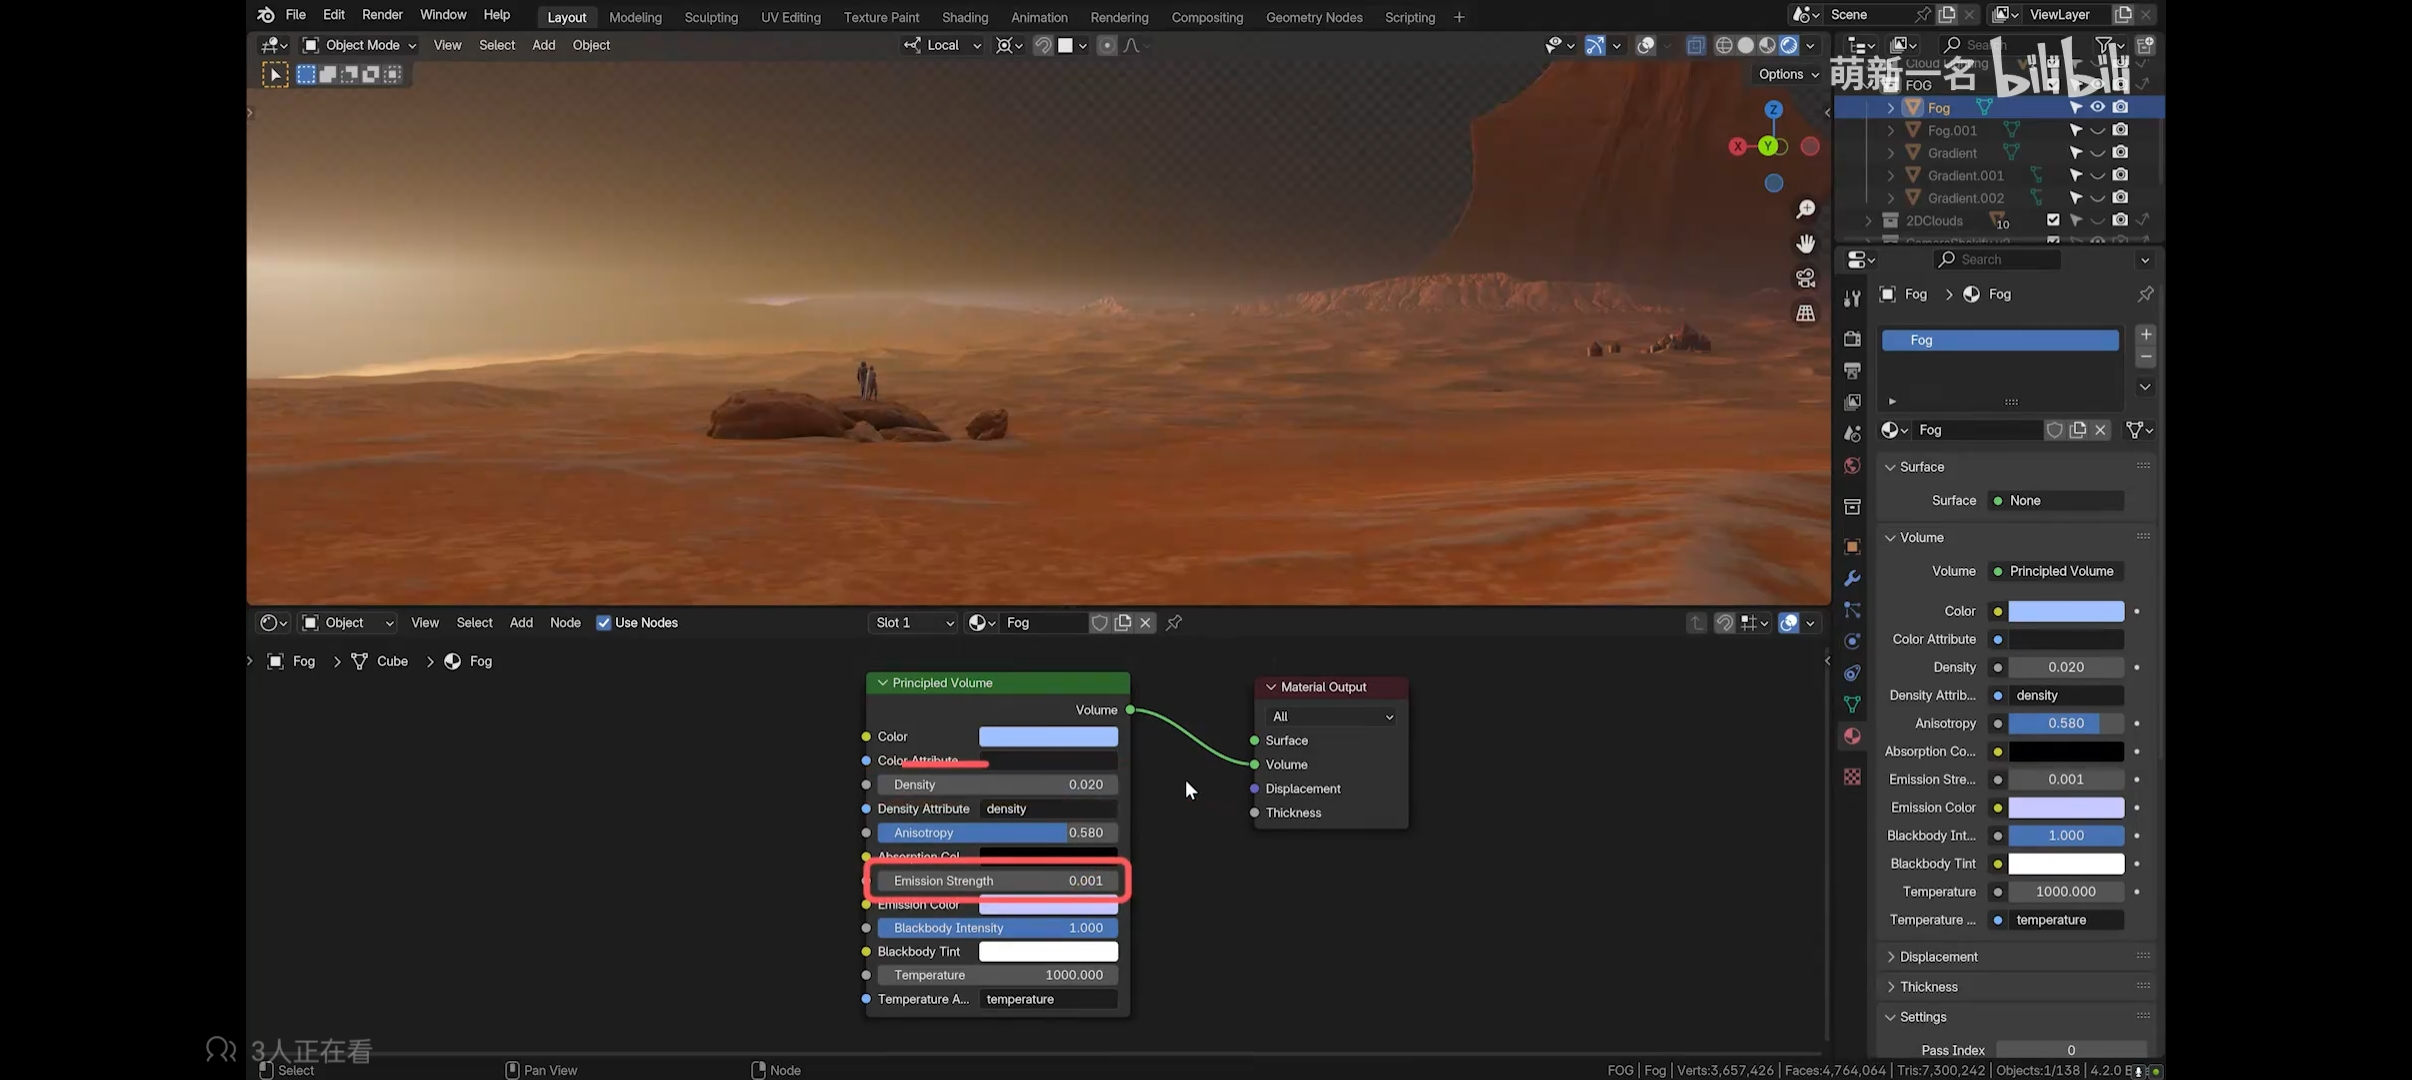 File Edit Render Window Help
Layout Modeling Sculpting UV Editing Texture Paint Shading Animation Rendering Compositing Geometry Nodes Scripting +
Scene
ViewLayer
Object Mode View Select Add Object
Local
Options
Search
萌新一名 bilibili
FOG
Fog
Fog.001
Gradient
Gradient.001
Gradient.002
2DClouds 10
Z
X
Y
Search
Fog > Fog
Fog
Fog
Surface
Surface None
Volume
Volume Principled Volume
Color
Color Attribute
Density 0.020
Density Attrib... density
Anisotropy 0.580
Absorption Co...
Emission Stre... 0.001
Emission Color
Blackbody Int... 1.000
Blackbody Tint
Temperature 1000.000
Temperature ... temperature
Displacement
Thickness
Settings
Pass Index 0
Object View Select Add Node Use Nodes
Slot 1
Fog
Fog > Cube > Fog
Principled Volume
Volume
Color
Color Attribute
Density 0.020
Density Attribute density
Anisotropy 0.580
Absorption Col
Emission Strength 0.001
Emission Color
Blackbody Intensity 1.000
Blackbody Tint
Temperature 1000.000
Temperature A... temperature
Material Output
All
Surface
Volume
Displacement
Thickness
3人正在看
Select
Pan View
Node
FOG | Fog | Verts:3,657,426 | Faces:4,764,064 | Tris:7,300,242 | Objects:1/138 | 4.2.0